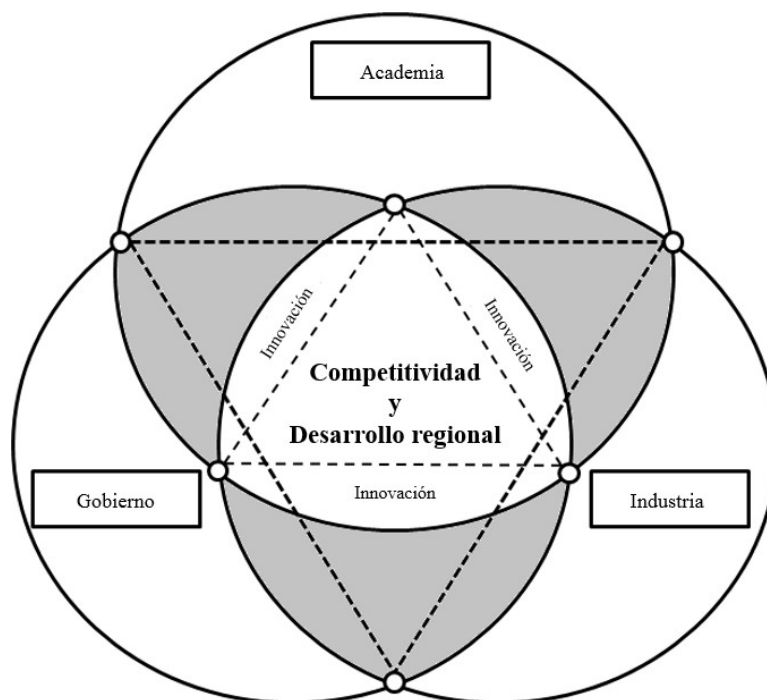 Academia
Innovación
Innovación
Competitividad
y
Desarrollo regional
Innovación
Gobierno
Industria